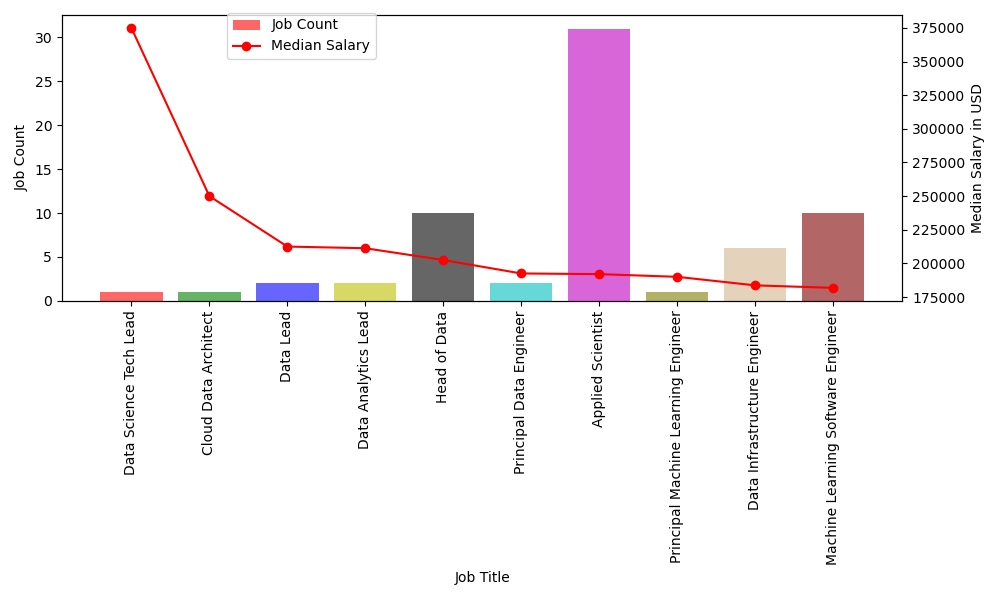 Job Count
Median Salary
Job Count
30
25
20
15
10
5
0
375000
350000
325000
300000
275000
250000
225000
200000
175000
Median Salary in USD
Data Science Tech Lead
Cloud Data Architect
Data Lead
Data Analytics Lead
Head of Data
Principal Data Engineer
Applied Scientist
Principal Machine Learning Engineer
Data Infrastructure Engineer
Machine Learning Software Engineer
Job Title